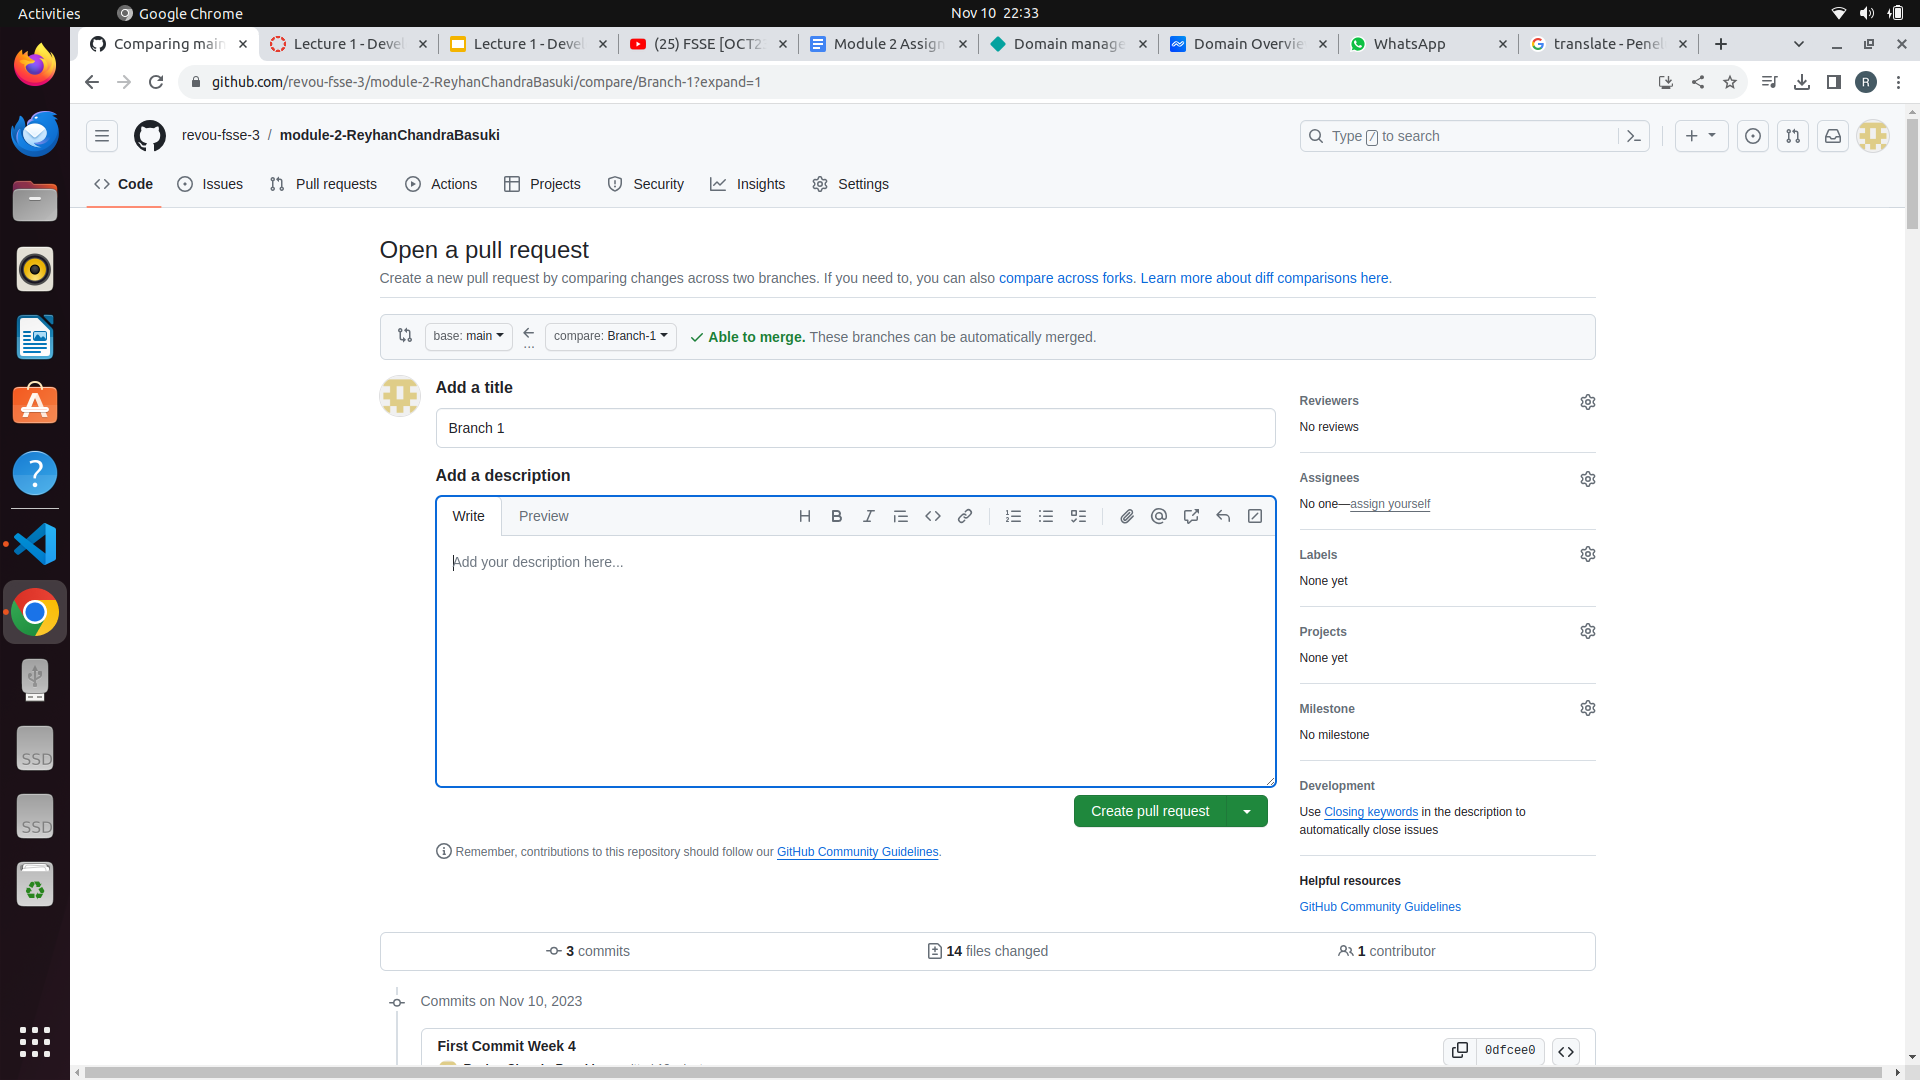 Activities
Google Chrome
Nov 10 22:33
Comparing main
Lecture 1 - Devel
Lecture 1 - Devel
(25) FSSE [OCT23
Module 2 Assign
Domain manage
Domain Overvie
WhatsApp
translate - Penel
github.com/revou-fsse-3/module-2-ReyhanChandraBasuki/compare/Branch-1?expand=1
R
revou-fsse-3 / module-2-ReyhanChandraBasuki
Type / to search
Code
Issues
Pull requests
Actions
Projects
Security
Insights
Settings
Open a pull request
Create a new pull request by comparing changes across two branches. If you need to, you can also compare across forks. Learn more about diff comparisons here.
base: main
...
compare: Branch-1
Able to merge. These branches can be automatically merged.
Add a title
Branch 1
Add a description
Write
Preview
Add your description here...
Create pull request
Remember, contributions to this repository should follow our GitHub Community Guidelines.
Reviewers
No reviews
Assignees
No one—assign yourself
Labels
None yet
Projects
None yet
Milestone
No milestone
Development
Use Closing keywords in the description to
automatically close issues
Helpful resources
GitHub Community Guidelines
3 commits
14 files changed
1 contributor
Commits on Nov 10, 2023
First Commit Week 4
0dfcee0
SSD
SSD